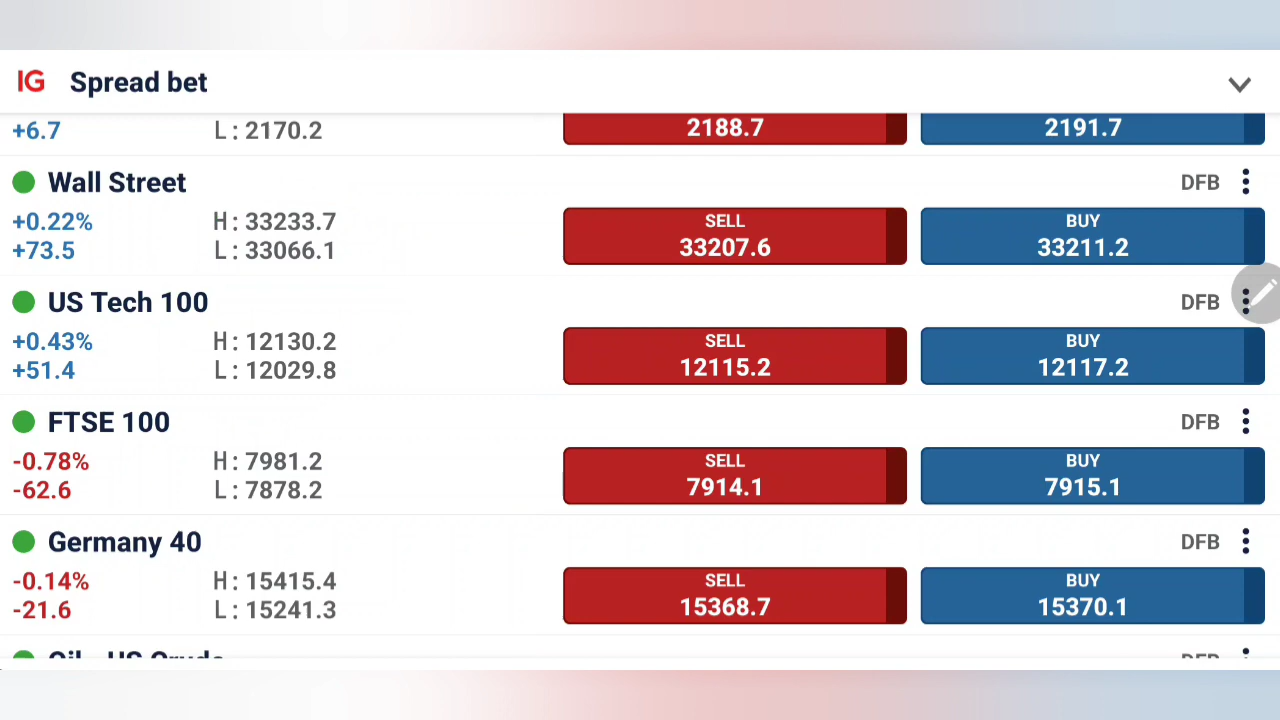 IG Spread bet
+6.7 L: 2170.2 2188.7 2191.7
Wall Street DFB
+0.22% H: 33233.7 SELL BUY
+73.5 L: 33066.1 33207.6 33211.2
US Tech 100 DFB
+0.43% H: 12130.2 SELL BUY
+51.4 L: 12029.8 12115.2 12117.2
FTSE 100 DFB
-0.78% H: 7981.2 SELL BUY
-62.6 L: 7878.2 7914.1 7915.1
Germany 40 DFB
-0.14% H: 15415.4 SELL BUY
-21.6 L: 15241.3 15368.7 15370.1
Oil - US Crude DFB